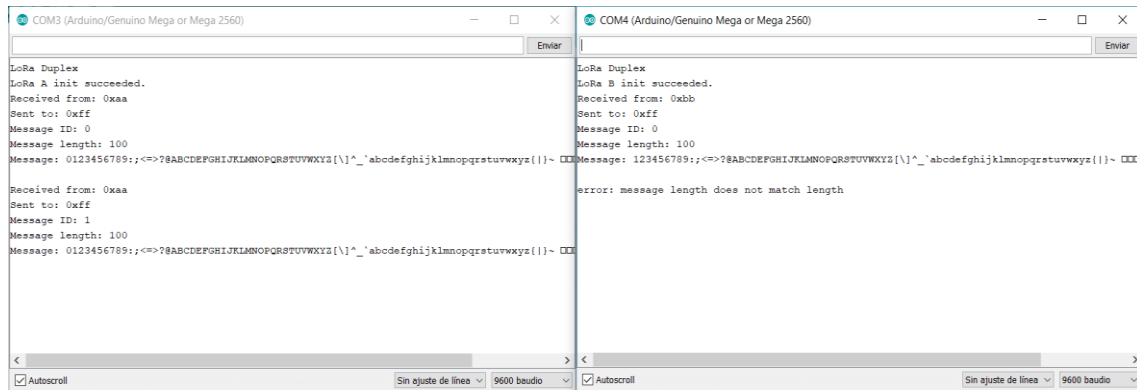 COM3 (Arduino/Genuino Mega or Mega 2560)
Enviar
LoRa Duplex
LoRa A init succeeded.
Received from: 0xaa
Sent to: 0xff
Message ID: 0
Message length: 100
Message: 0123456789:;<=>?@ABCDEFGHIJKLMNOPQRSTUVWXYZ[\]^_`abcdefghijklmnopqrstuvwxyz{|}~ □□□
Received from: 0xaa
Sent to: 0xff
Message ID: 1
Message length: 100
Message: 0123456789:;<=>?@ABCDEFGHIJKLMNOPQRSTUVWXYZ[\]^_`abcdefghijklmnopqrstuvwxyz{|}~ □□□
Autoscroll
Sin ajuste de línea
9600 baudio
COM4 (Arduino/Genuino Mega or Mega 2560)
Enviar
LoRa Duplex
LoRa B init succeeded.
Received from: 0xbb
Sent to: 0xff
Message ID: 0
Message length: 100
Message: 123456789:;<=>?@ABCDEFGHIJKLMNOPQRSTUVWXYZ[\]^_`abcdefghijklmnopqrstuvwxyz{|}~ □□□
error: message length does not match length
Autoscroll
Sin ajuste de línea
9600 baudio